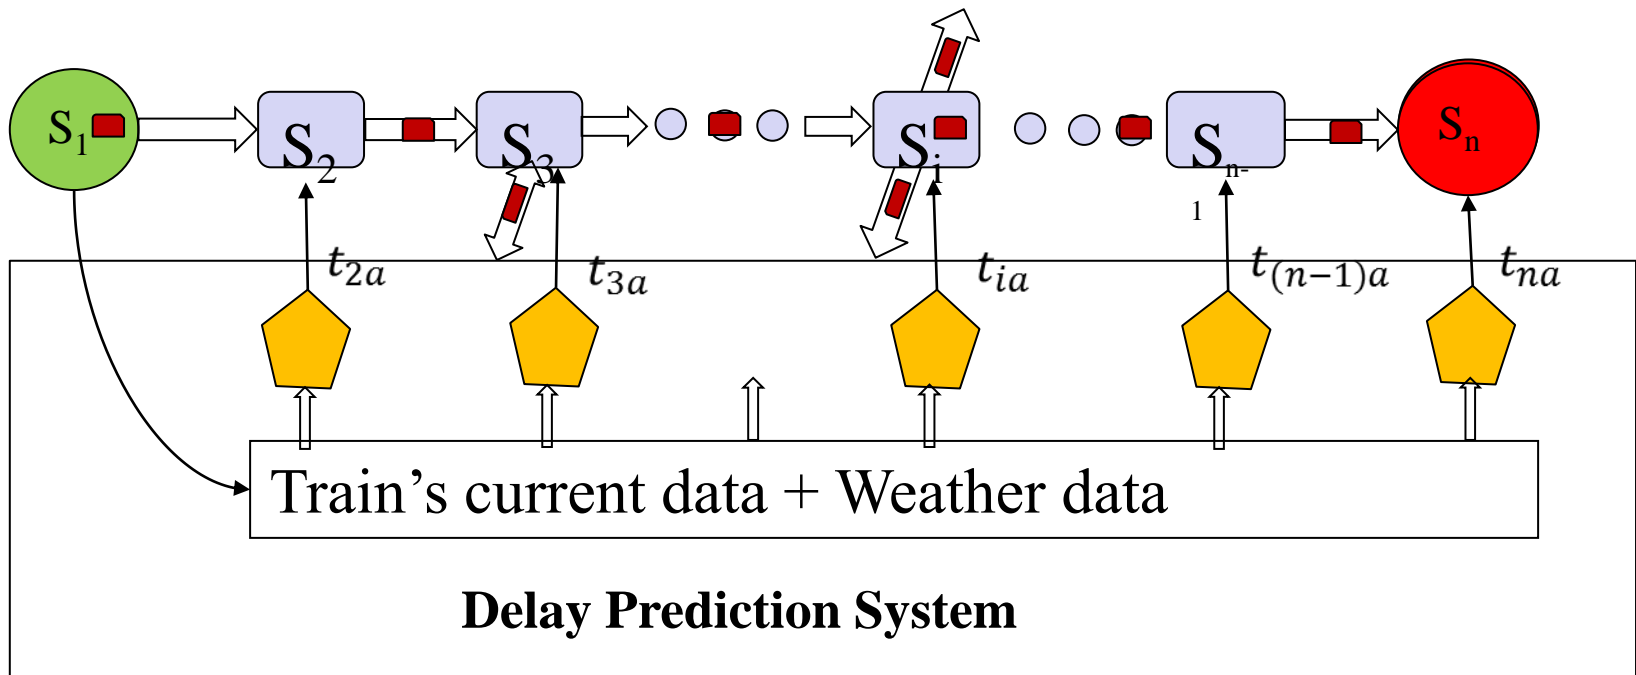 S₁ S₂ S₃ Sᵢ Sₙ₋₁ Sₙ
t₂ₐ t₃ₐ tᵢₐ t₍ₙ₋₁₎ₐ tₙₐ
Train’s current data + Weather data
Delay Prediction System